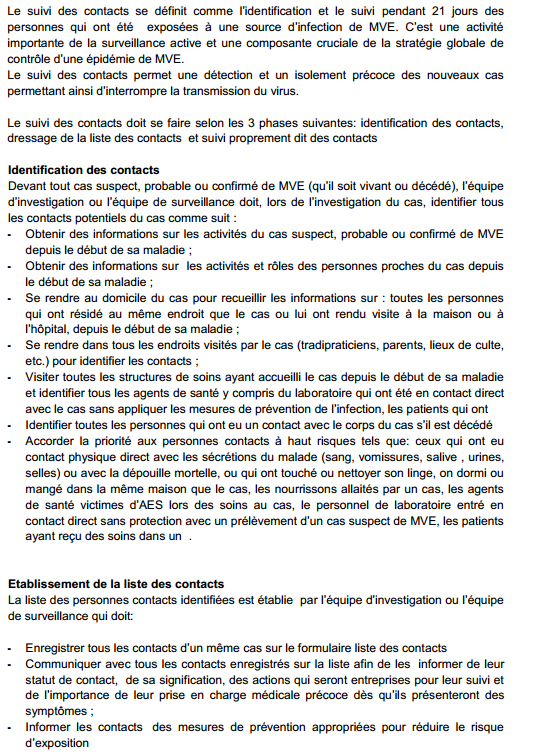 Le suivi des contacts se définit comme l'identification et le suivi pendant 21 jours des
personnes qui ont été exposées à une source d'infection de MVE. C'est une activité
importante de la surveillance active et une composante cruciale de la stratégie globale de
contrôle d'une épidémie de MVE.
Le suivi des contacts permet une détection et un isolement précoce des nouveaux cas
permettant ainsi d'interrompre la transmission du virus.
Le suivi des contacts doit se faire selon les 3 phases suivantes: identification des contacts,
dressage de la liste des contacts et suivi proprement dit des contacts
Identification des contacts
Devant tout cas suspect, probable ou confirmé de MVE (qu'il soit vivant ou décédé), l'équipe
d'investigation ou l'équipe de surveillance doit, lors de l'investigation du cas, identifier tous
les contacts potentiels du cas comme suit :
- Obtenir des informations sur les activités du cas suspect, probable ou confirmé de MVE
depuis le début de sa maladie ;
- Obtenir des informations sur les activités et rôles des personnes proches du cas depuis
le début de sa maladie ;
- Se rendre au domicile du cas pour recueillir les informations sur : toutes les personnes
qui ont résidé au même endroit que le cas ou lui ont rendu visite à la maison ou à
l'hôpital, depuis le début de sa maladie ;
- Se rendre dans tous les endroits visités par le cas (tradipraticiens, parents, lieux de culte,
etc.) pour identifier les contacts ;
- Visiter toutes les structures de soins ayant accueilli le cas depuis le début de sa maladie
et identifier tous les agents de santé y compris du laboratoire qui ont été en contact direct
avec le cas sans appliquer les mesures de prévention de l'infection, les patients qui ont
- Identifier toutes les personnes qui ont eu un contact avec le corps du cas s'il est décédé
- Accorder la priorité aux personnes contacts à haut risques tels que: ceux qui ont eu
contact physique direct avec les sécrétions du malade (sang, vomissures, salive , urines,
selles) ou avec la dépouille mortelle, ou qui ont touché ou nettoyer son linge, on dormi ou
mangé dans la même maison que le cas, les nourrissons allaités par un cas, les agents
de santé victimes d'AES lors des soins au cas, le personnel de laboratoire entré en
contact direct sans protection avec un prélèvement d'un cas suspect de MVE, les patients
ayant reçu des soins dans un .
Etablissement de la liste des contacts
La liste des personnes contacts identifiées est établie par l'équipe d'investigation ou l'équipe
de surveillance qui doit:
- Enregistrer tous les contacts d'un même cas sur le formulaire liste des contacts
- Communiquer avec tous les contacts enregistrés sur la liste afin de les informer de leur
statut de contact, de sa signification, des actions qui seront entreprises pour leur suivi et
de l'importance de leur prise en charge médicale précoce dès qu'ils présenteront des
symptômes ;
- Informer les contacts des mesures de prévention appropriées pour réduire le risque
d'exposition